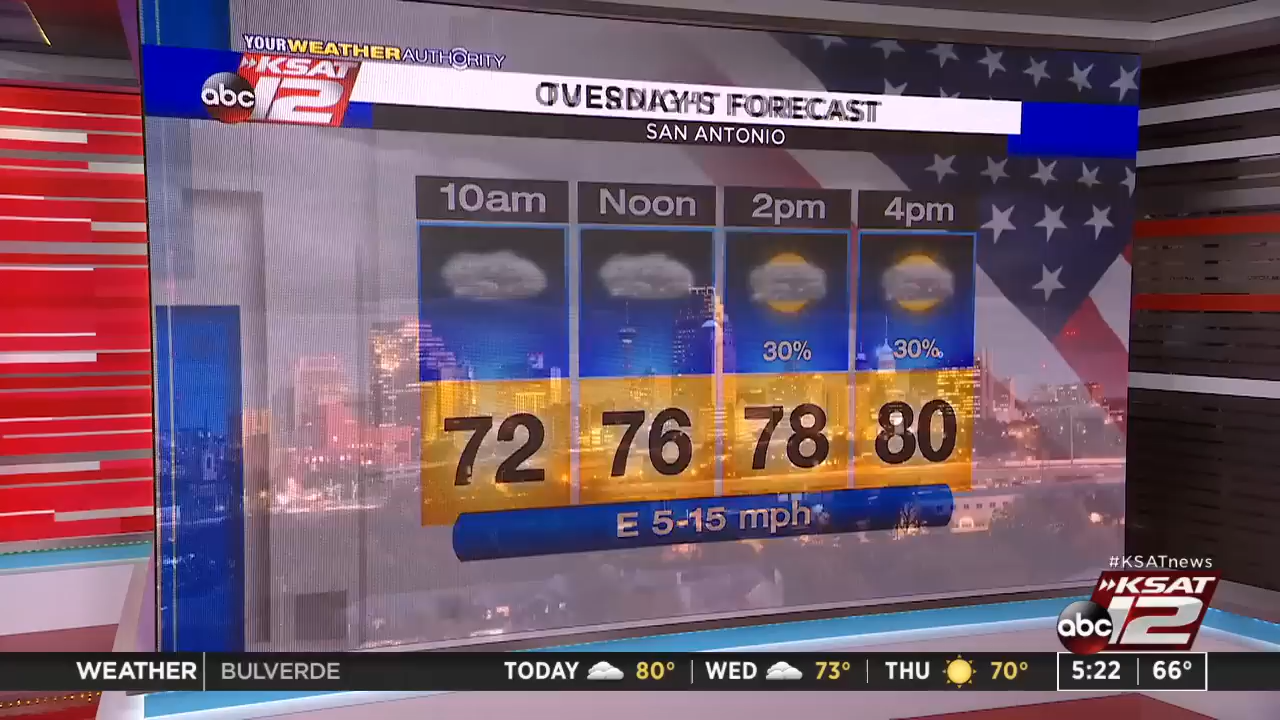 YOUR WEATHER AUTHORITY
»KSAT
abc 12
FORECAST
SAN ANTONIO
10am Noon 2pm 4pm
30% 30%
72 76 78 80
E 5-15 mph
#KSATnews
»KSAT
abc 12
WEATHER BULVERDE TODAY 80° WED 73° THU 70° 5:22 66°